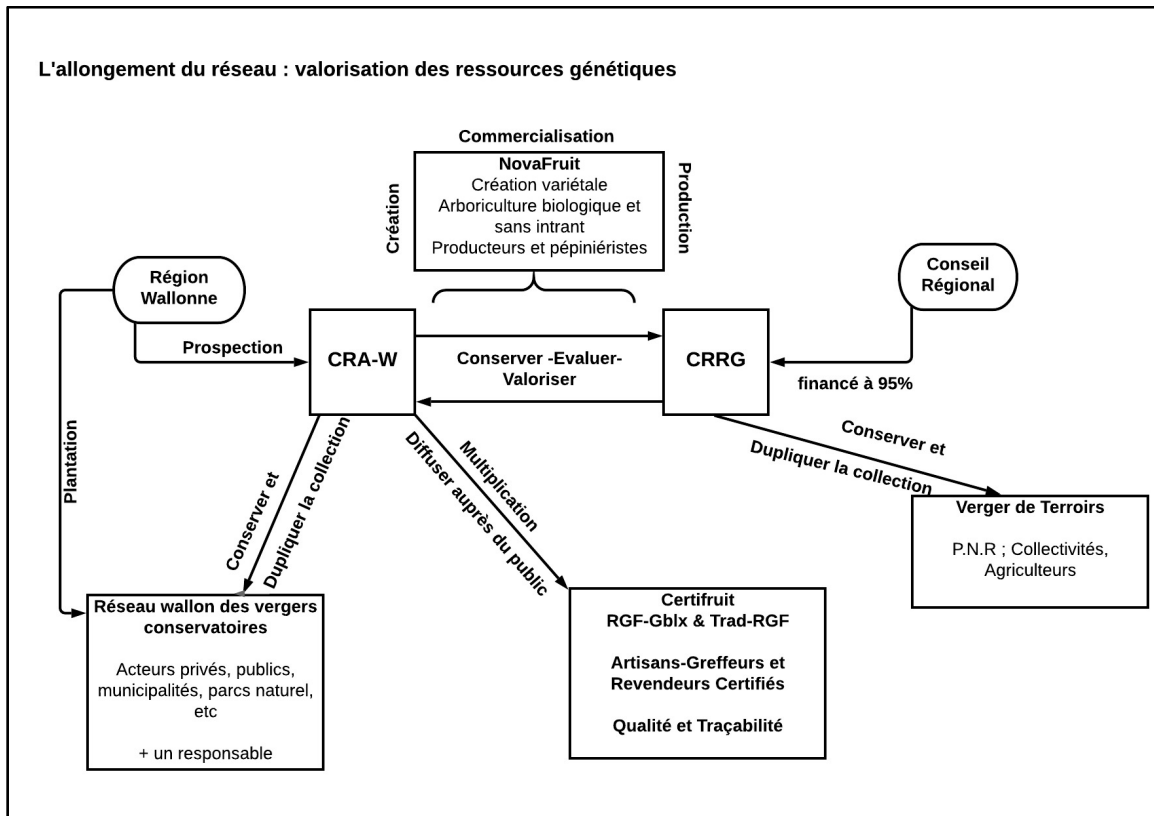 L'allongement du réseau : valorisation des ressources génétiques
Commercialisation
Création
NovaFruit
Création variétale
Arboriculture biologique et
sans intrant
Producteurs et pépiniéristes
Production
Région
Wallonne
Conseil
Régional
Prospection
CRA-W
Conserver -Evaluer-
Valoriser
CRRG
financé à 95%
Plantation
Conserver et
Dupliquer la collection
Multiplication
Diffuser auprès du public
Conserver et
Dupliquer la collection
Verger de Terroirs
P.N.R ; Collectivités,
Agriculteurs
Réseau wallon des vergers
conservatoires
Acteurs privés, publics,
municipalités, parcs naturel,
etc
+ un responsable
Certifruit
RGF-Gblx & Trad-RGF
Artisans-Greffeurs et
Revendeurs Certifiés
Qualité et Traçabilité